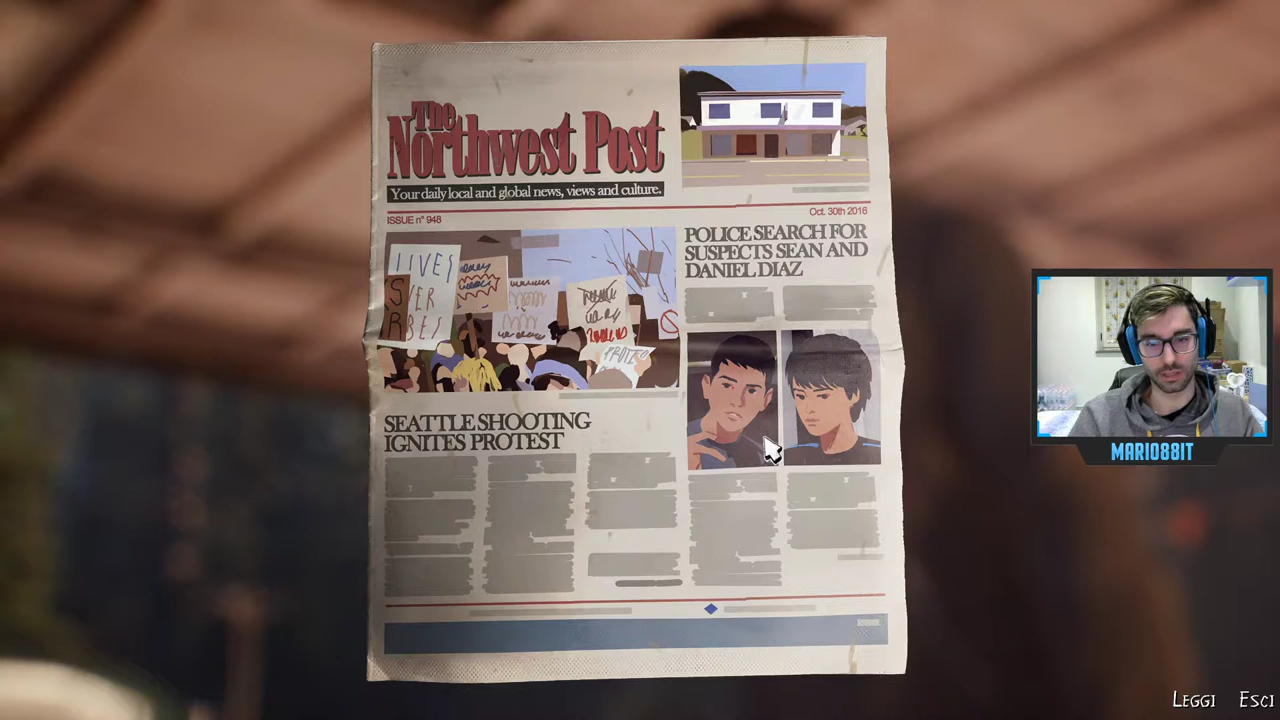 The
Northwest Post
Your daily local and global news, views and culture.
ISSUE n° 948
Oct. 30th 2016
LIVES
SEATTLE SHOOTING
IGNITES PROTEST
POLICE SEARCH FOR
SUSPECTS SEAN AND
DANIEL DIAZ
MARIO88IT
LEGGI ESCI